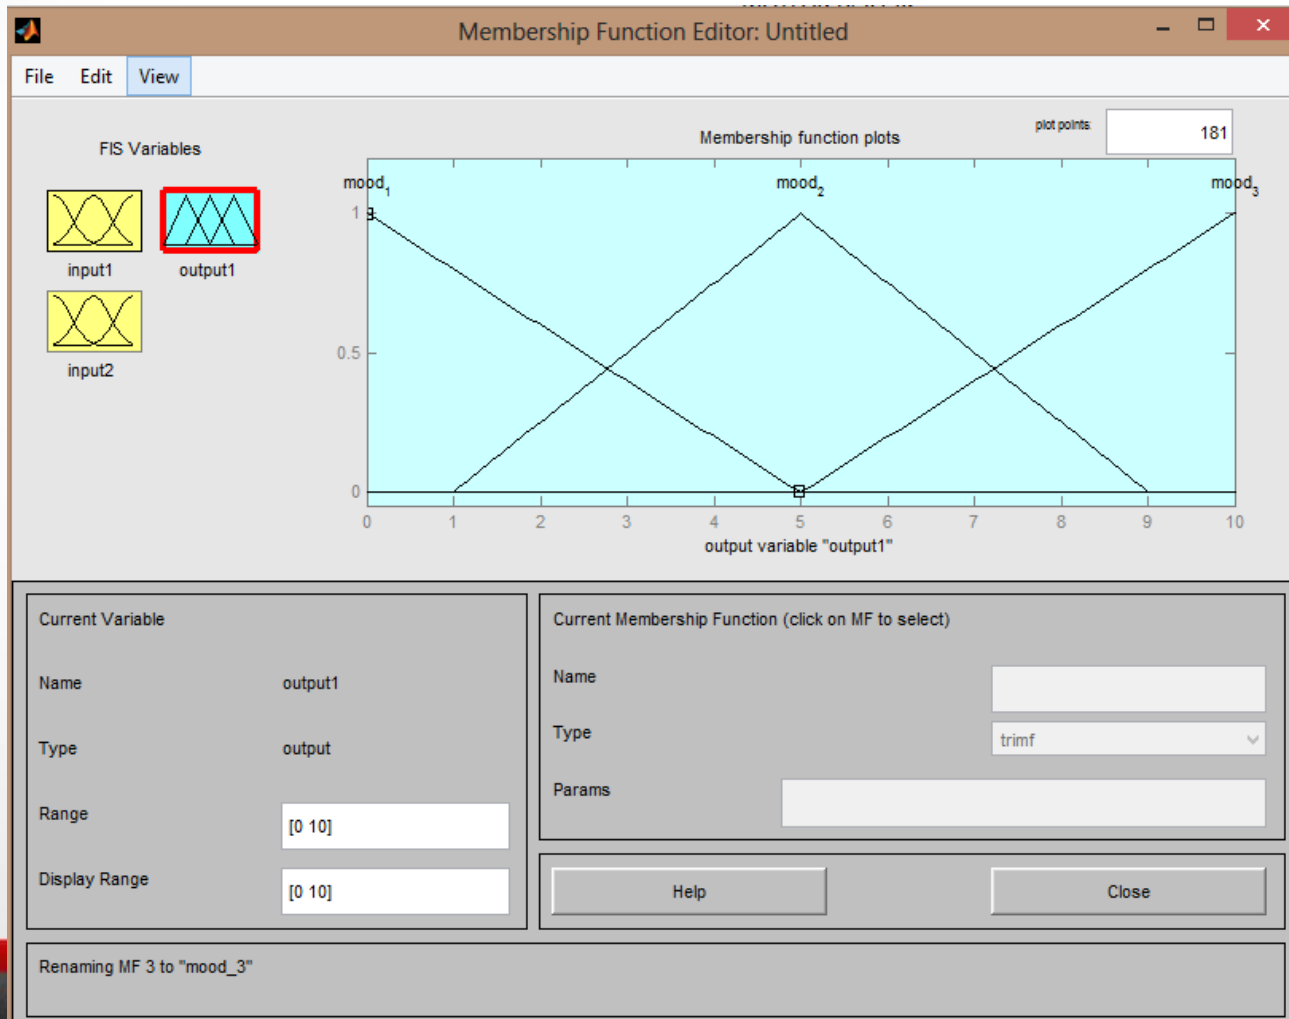 Membership Function Editor: Untitled
File Edit View
FIS Variables
input1 output1
input2
Membership function plots
plot points: 181
mood_1 mood_2 mood_3
1
0.5
0
0 1 2 3 4 5 6 7 8 9 10
output variable "output1"
Current Variable
Name output1
Type output
Range [0 10]
Display Range [0 10]
Current Membership Function (click on MF to select)
Name
Type trimf
Params
Help Close
Renaming MF 3 to "mood_3"